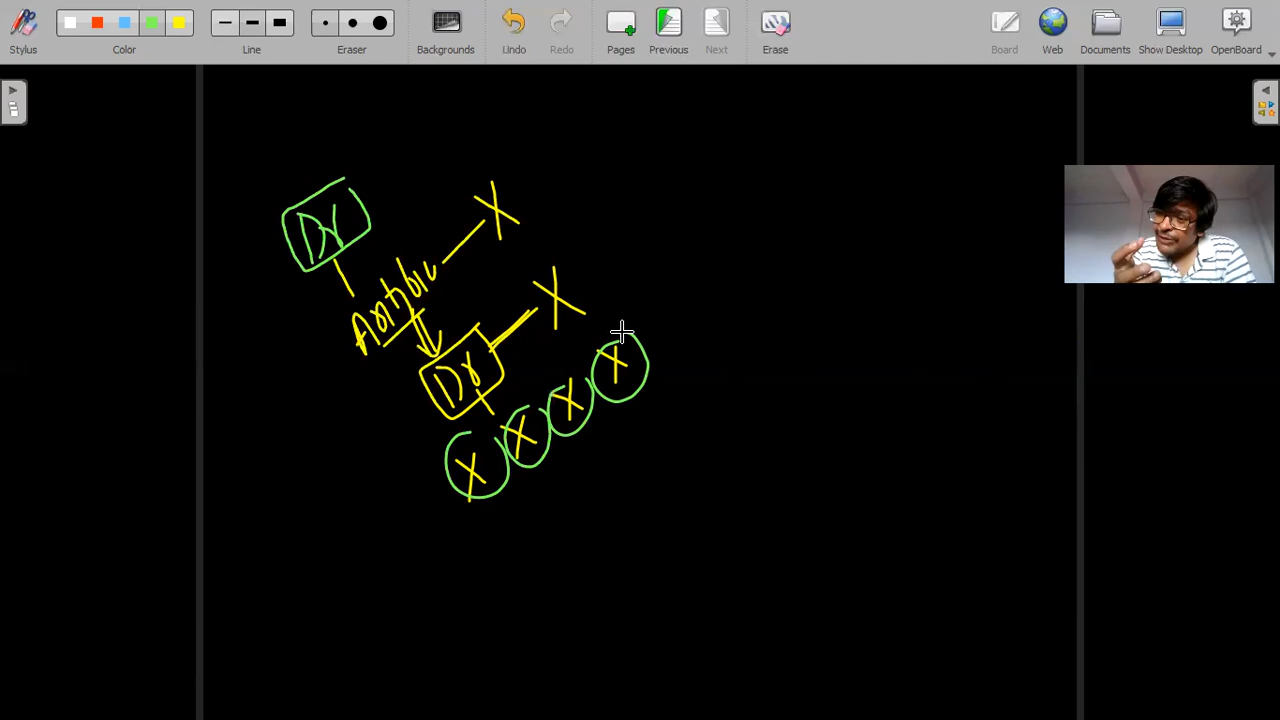 Stylus
Color
Line
Eraser
Backgrounds
Undo
Redo
Pages
Previous
Next
Erase
Board
Web
Documents
Show Desktop
OpenBoard
Dr
X
Antibio
X
Dr
X
X
X
X